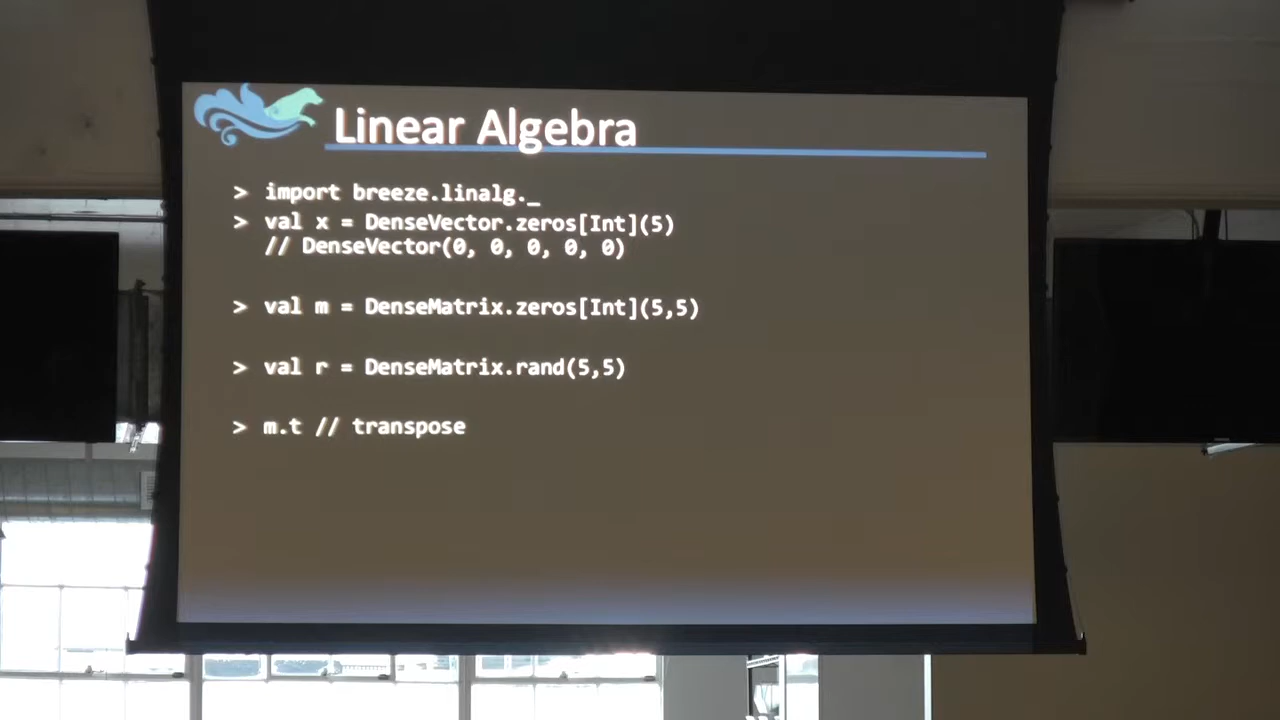 Linear Algebra
> import breeze.linalg._
> val x = DenseVector.zeros[Int](5)
// DenseVector(0, 0, 0, 0, 0)
> val m = DenseMatrix.zeros[Int](5,5)
> val r = DenseMatrix.rand(5,5)
> m.t // transpose